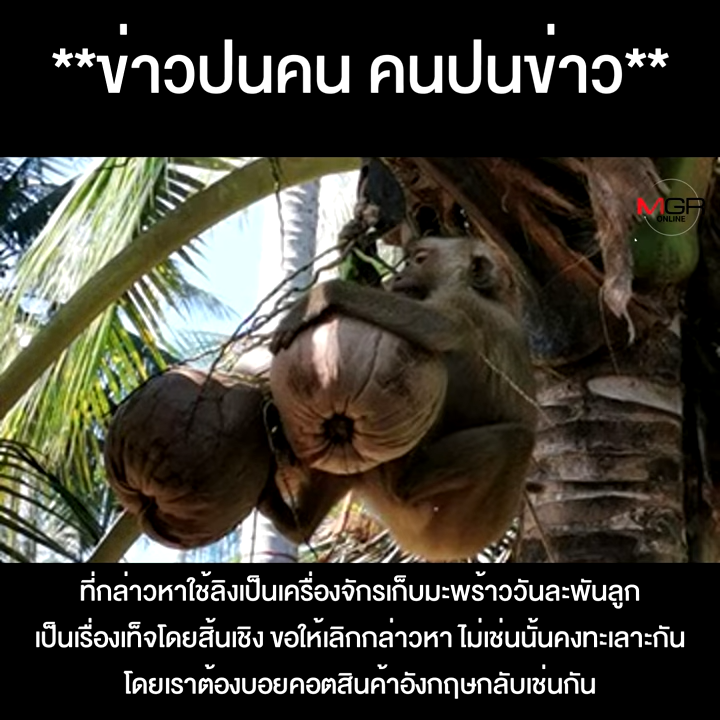 **ข่าวปนคน คนปนข่าว**
MGR
ONLINE
ที่กล่าวหาใช้ลิงเป็นเครื่องจักรเก็บมะพร้าววันละพันลูก
เป็นเรื่องเท็จโดยสิ้นเชิง ขอให้เลิกกล่าวหา ไม่เช่นนั้นคงทะเลาะกัน
โดยเราต้องบอยคอตสินค้าอังกฤษกลับเช่นกัน